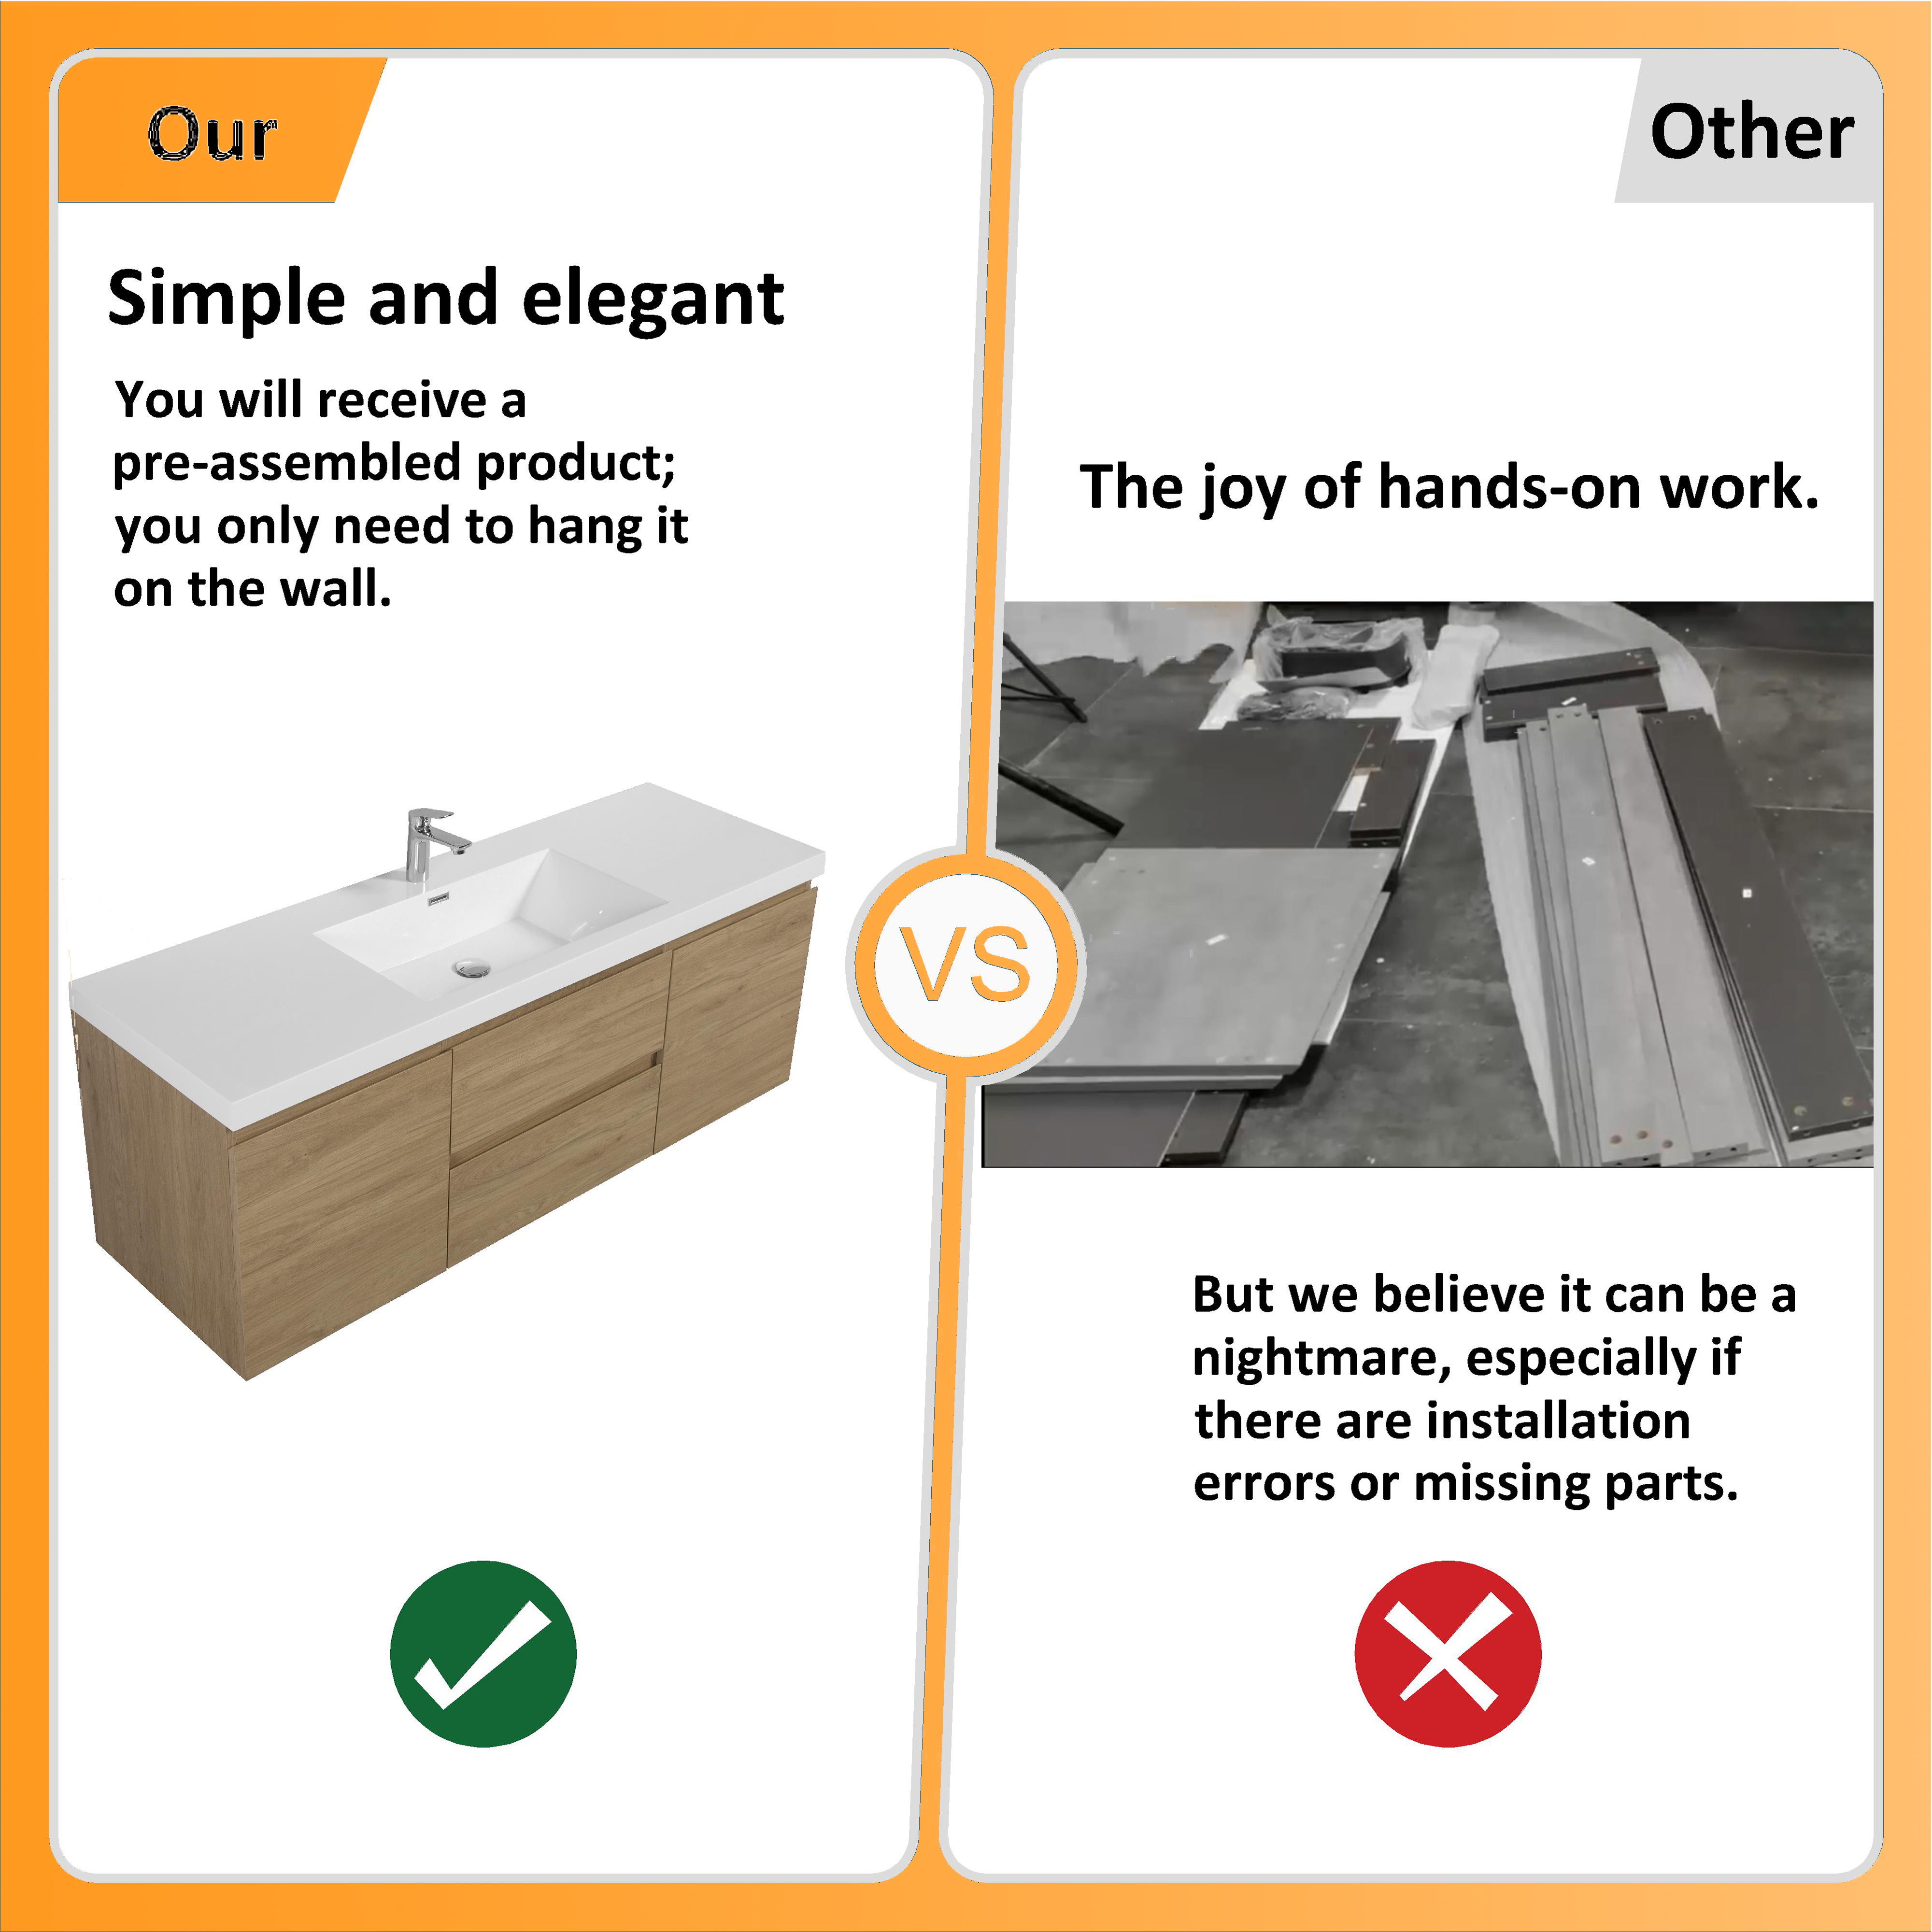 Our
Simple and elegant
You will receive a
pre-assembled product;
you only need to hang it
on the wall.
VS
Other
The joy of hands-on work.
But we believe it can be a
nightmare, especially if
there are installation
errors or missing parts.